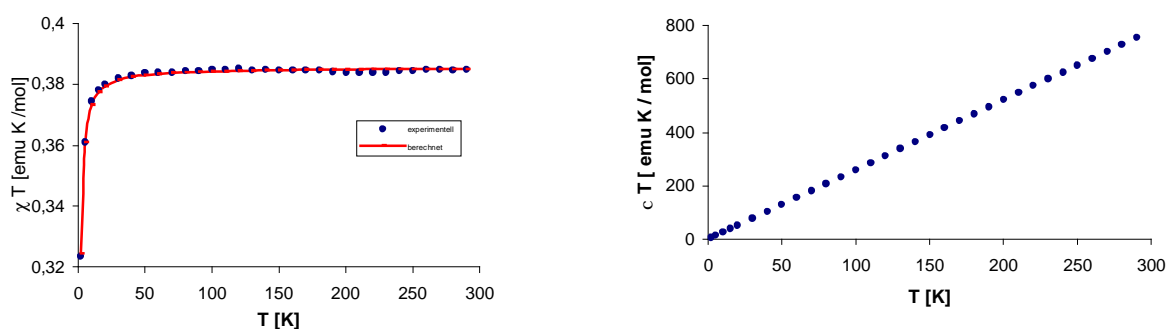 0,4
0,38
0,36
0,34
0,32
χ T [emu K /mol]
0 50 100 150 200 250 300
T [K]
experimentell
berechnet
800
600
400
200
0
c T [ emu K / mol]
0 50 100 150 200 250 300
T [K]